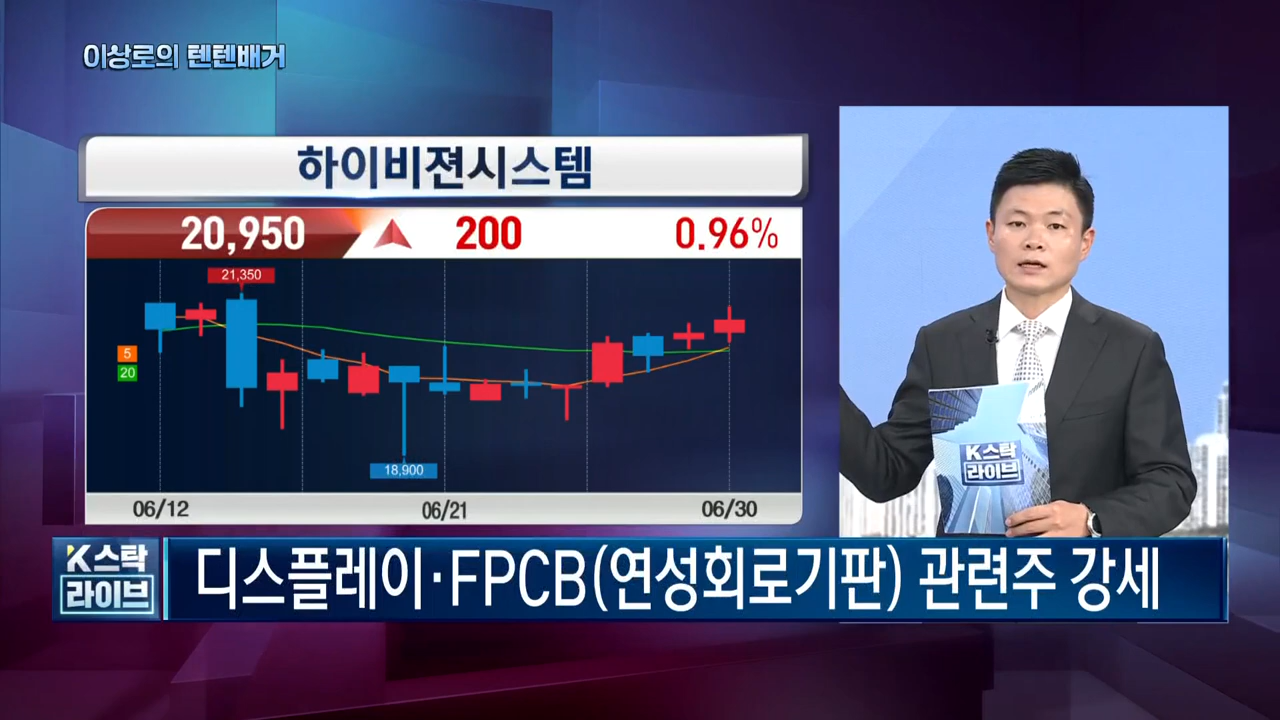 이상로의 텐텐배거
하이비젼시스템
20,950 200 0.96%
21,350
5
20
18,900
06/12 06/21 06/30
K스탁
라이브
K스탁
라이브
디스플레이·FPCB(연성회로기판) 관련주 강세